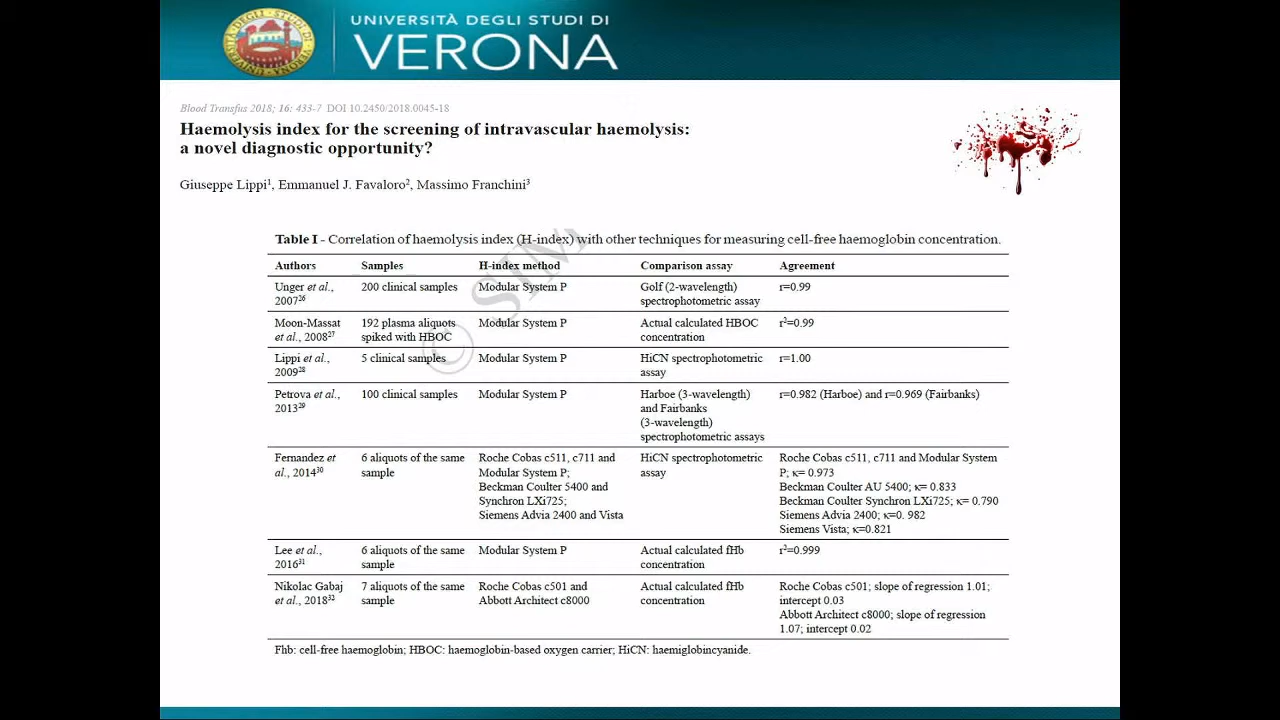 UNIVERSITÀ DEGLI STUDI DI
VERONA
Blood Transfus 2018; 16: 433-7 DOI 10.2450/2018.0045-18
Haemolysis index for the screening of intravascular haemolysis:
a novel diagnostic opportunity?
Giuseppe Lippi¹, Emmanuel J. Favaloro², Massimo Franchini³
Table I - Correlation of haemolysis index (H-index) with other techniques for measuring cell-free haemoglobin concentration.
Authors Samples H-index method Comparison assay Agreement
Unger et al., 200 clinical samples Modular System P Golf (2-wavelength) r=0.99
2007²⁶ spectrophotometric assay
Moon-Massat 192 plasma aliquots Modular System P Actual calculated HBOC r²=0.99
et al., 2008²⁷ spiked with HBOC concentration
Lippi et al., 5 clinical samples Modular System P HiCN spectrophotometric r=1.00
2009²⁸ assay
Petrova et al., 100 clinical samples Modular System P Harboe (3-wavelength) r=0.982 (Harboe) and r=0.969 (Fairbanks)
2013²⁹ and Fairbanks
(3-wavelength)
spectrophotometric assays
Fernandez et 6 aliquots of the same Roche Cobas c511, c711 and HiCN spectrophotometric Roche Cobas c511, c711 and Modular System
al., 2014³⁰ sample Modular System P; assay P; κ= 0.973
Beckman Coulter 5400 and Beckman Coulter AU 5400; κ= 0.833
Synchron LXi725; Beckman Coulter Synchron LXi725; κ= 0.790
Siemens Advia 2400 and Vista Siemens Advia 2400; κ=0. 982
Siemens Vista; κ=0.821
Lee et al., 6 aliquots of the same Modular System P Actual calculated fHb r²=0.999
2016³¹ sample concentration
Nikolac Gabaj 7 aliquots of the same Roche Cobas c501 and Actual calculated fHb Roche Cobas c501; slope of regression 1.01;
et al., 2018³² sample Abbott Architect c8000 concentration intercept 0.03
Abbott Architect c8000; slope of regression
1.07; intercept 0.02
Fhb: cell-free haemoglobin; HBOC: haemoglobin-based oxygen carrier; HiCN: haemiglobincyanide.